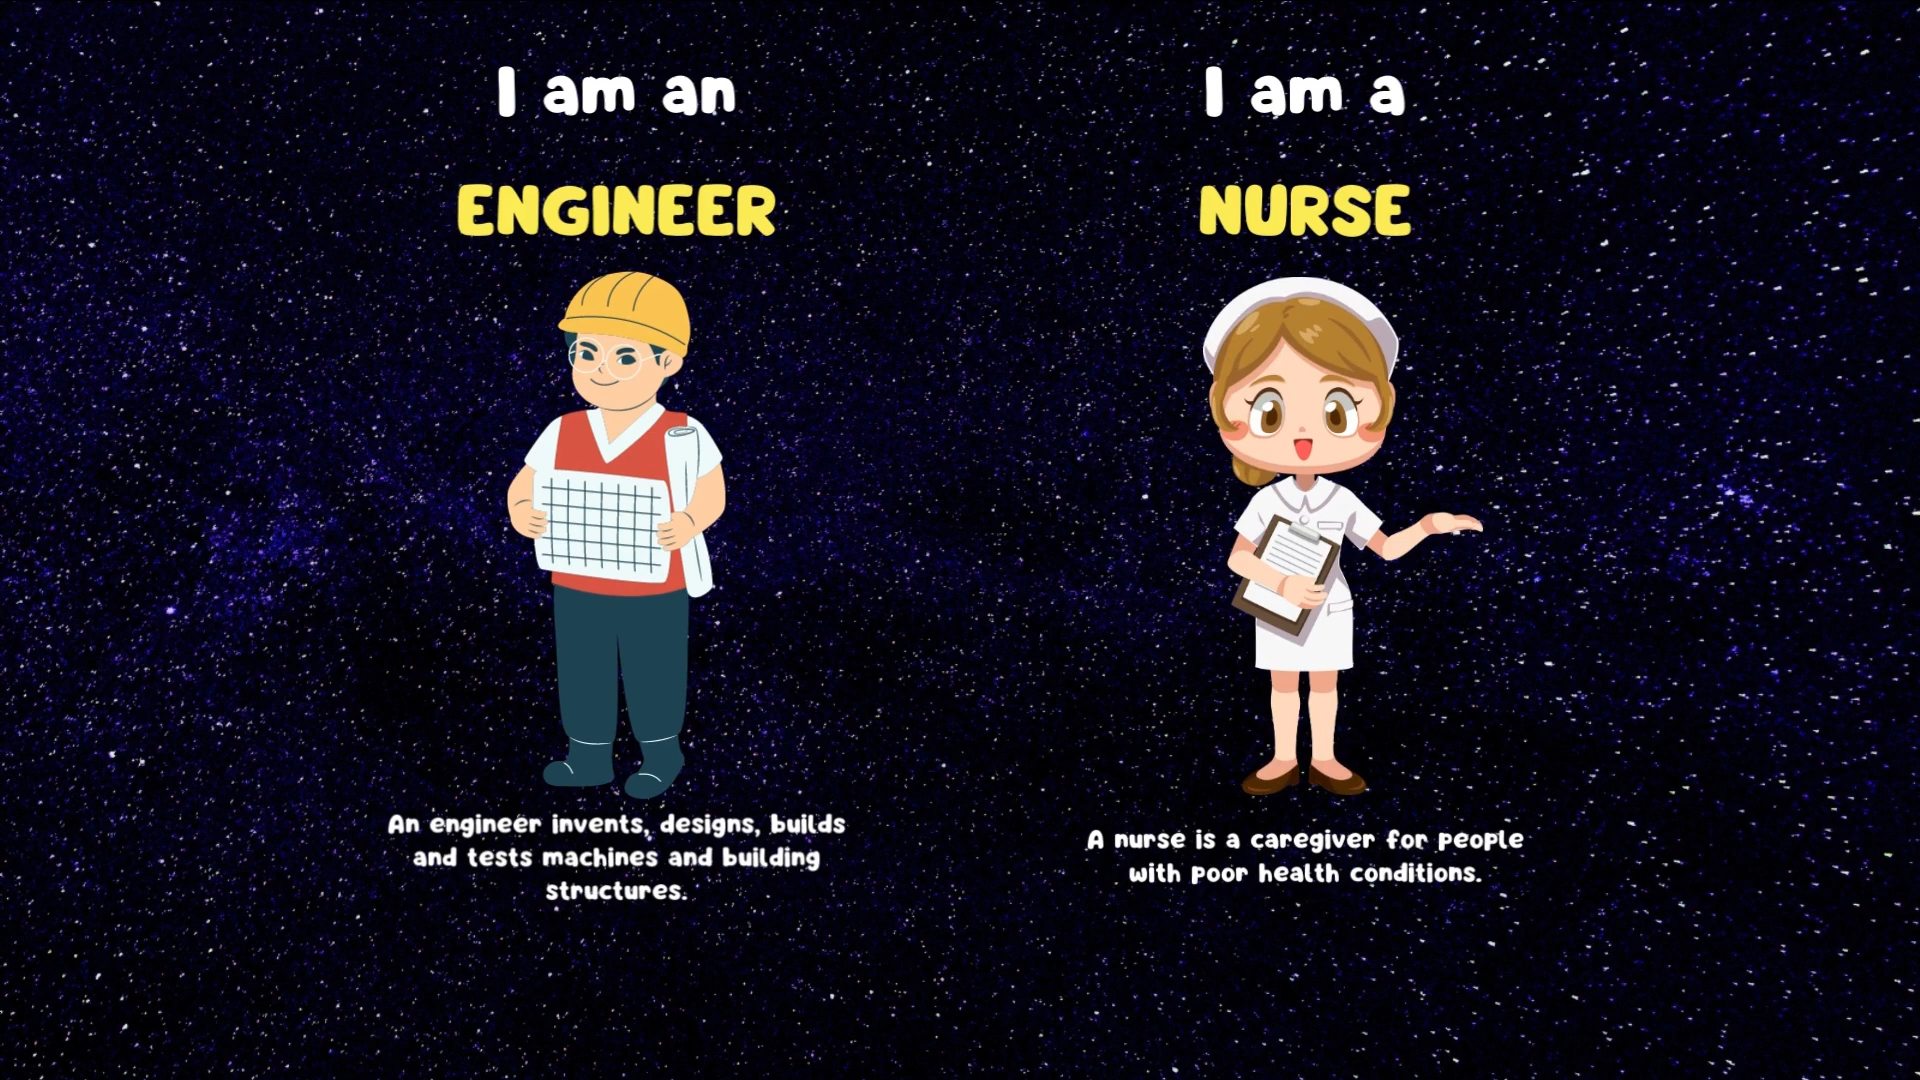 I am an
ENGINEER
An engineer invents, designs, builds
and tests machines and building
structures.
I am a
NURSE
A nurse is a caregiver for people
with poor health conditions.